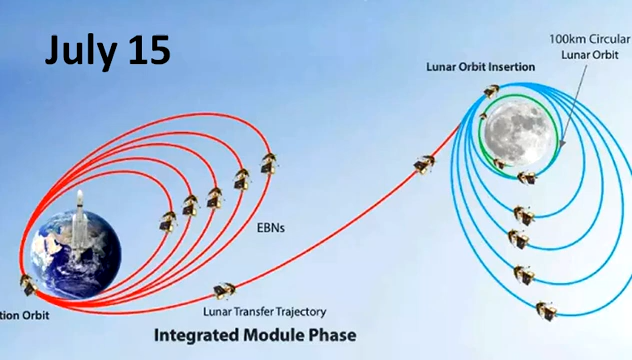 July 15
100km Circular
Lunar Orbit
Lunar Orbit Insertion
EBNs
tion Orbit
Lunar Transfer Trajectory
Integrated Module Phase